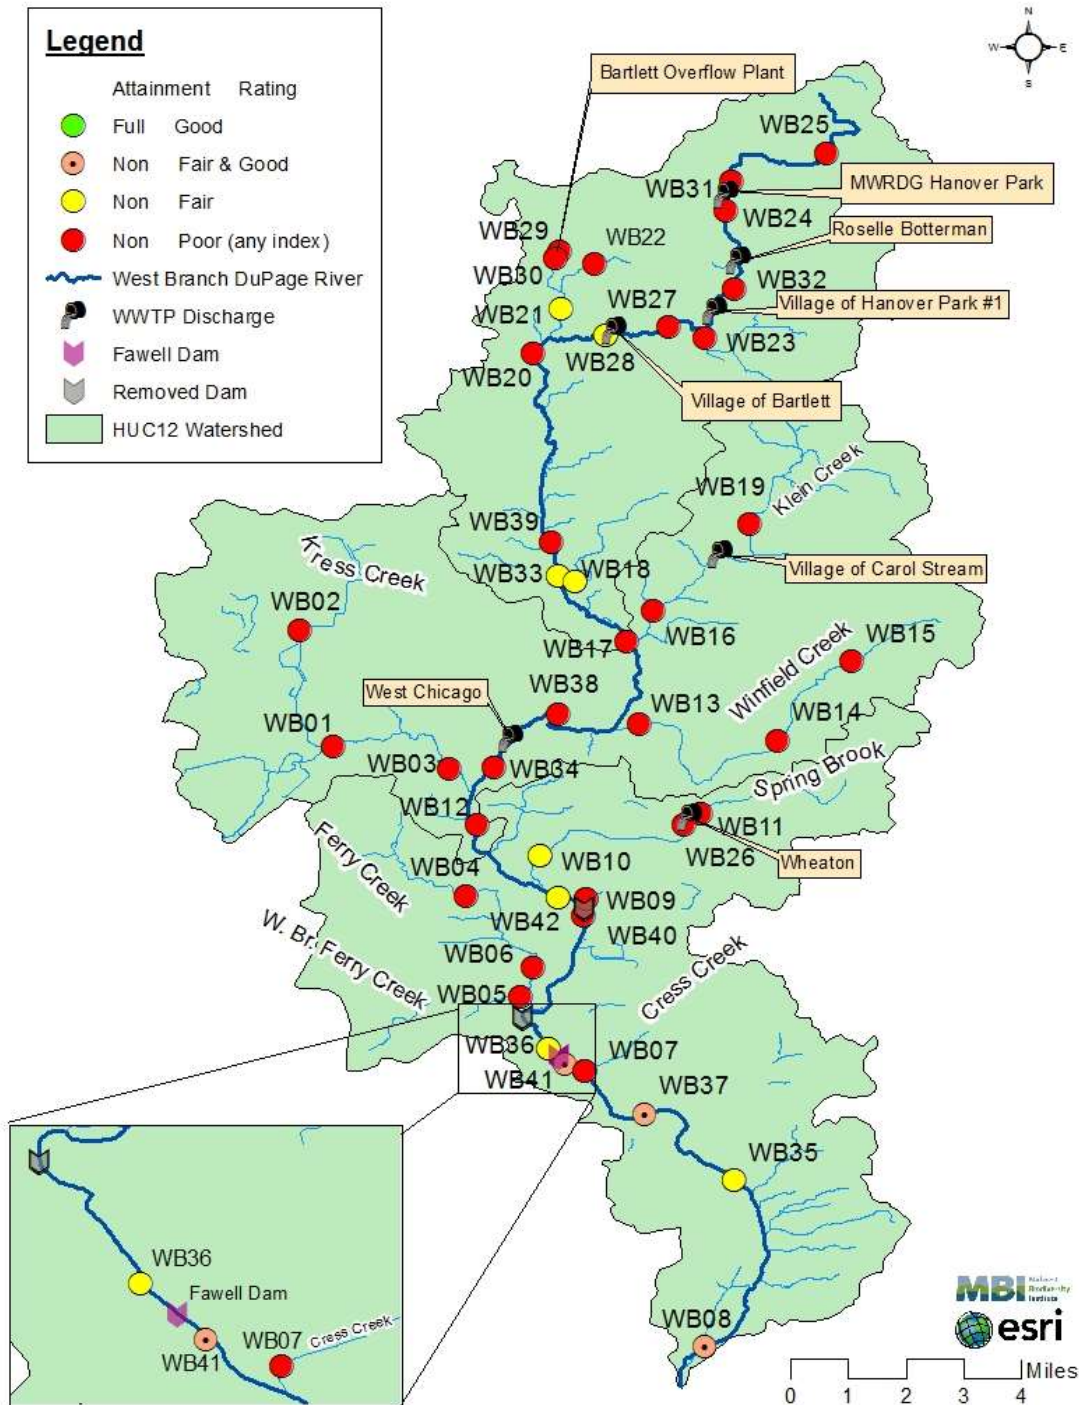 Legend
Attainment Rating
Full Good
Non Fair & Good
Non Fair
Non Poor (any index)
West Branch DuPage River
WWTP Discharge
Fawell Dam
Removed Dam
HUC12 Watershed
N
W
E
S
Bartlett Overflow Plant
WB25
WB31
MWRDG Hanover Park
WB24
WB29
WB22
Roselle Botterman
WB30
WB32
WB21
WB27
Village of Hanover Park #1
WB28
WB23
WB20
Village of Bartlett
WB19
Klein Creek
WB39
Kress Creek
WB33
WB18
Village of Carol Stream
WB02
WB16
WB17
Winfield Creek
WB15
West Chicago
WB38
WB13
WB14
WB01
WB03
WB34
Spring Brook
WB12
WB11
Ferry Creek
WB10
WB26
Wheaton
WB04
WB09
WB42
WB40
W. Br. Ferry Creek
WB06
Cress Creek
WB05
WB36
WB07
WB41
WB37
WB35
WB08
WB36
Fawell Dam
WB07
WB41
Cress Creek
MBI Midwest
Biodiversity
Institute
esri
Miles
0 1 2 3 4